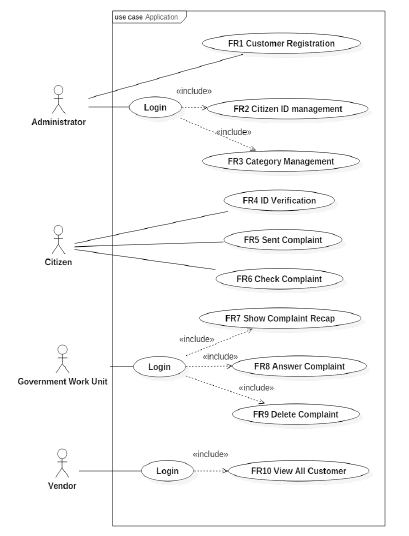 use case Application
FR1 Customer Registration
«include»
Login
FR2 Citizen ID management
Administrator
«include»
FR3 Category Management
FR4 ID Verification
FR5 Sent Complaint
Citizen
FR6 Check Complaint
FR7 Show Complaint Recap
«include»
«include»
Login
FR8 Answer Complaint
Government Work Unit
«include»
FR9 Delete Complaint
«include»
Login
FR10 View All Customer
Vendor